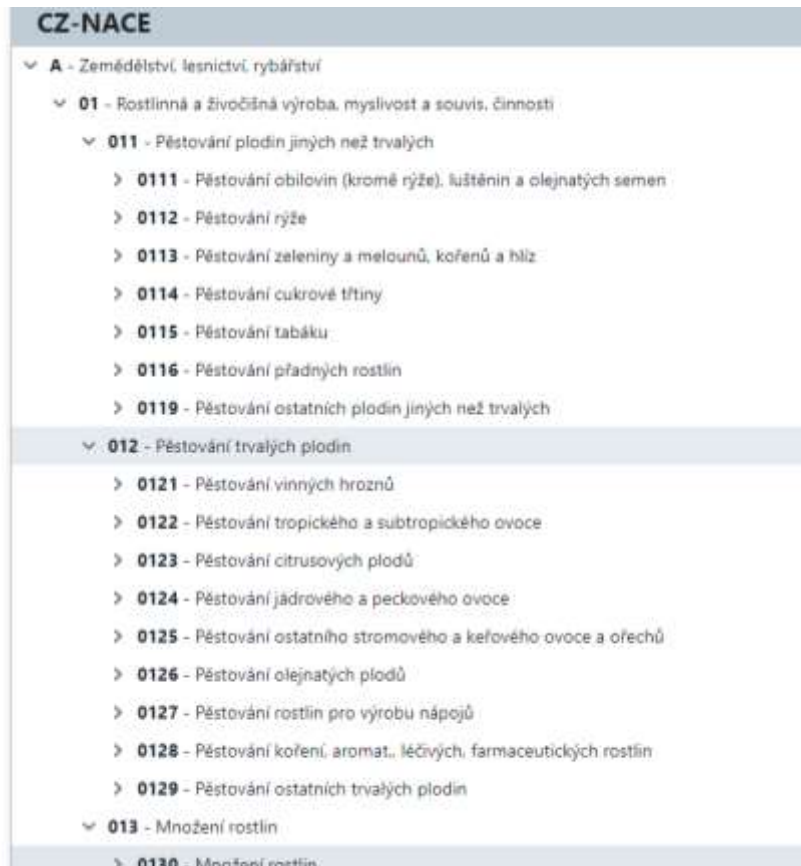 CZ-NACE
A - Zemědělství, lesnictví, rybářství
01 - Rostlinná a živočišná výroba, myslivost a souvis. činnosti
011 - Pěstování plodin jiných než trvalých
0111 - Pěstování obilovin (kromě rýže), luštěnin a olejnatých semen
0112 - Pěstování rýže
0113 - Pěstování zeleniny a melounů, kořenů a hlíz
0114 - Pěstování cukrové třtiny
0115 - Pěstování tabáku
0116 - Pěstování přadných rostlin
0119 - Pěstování ostatních plodin jiných než trvalých
012 - Pěstování trvalých plodin
0121 - Pěstování vinných hroznů
0122 - Pěstování tropického a subtropického ovoce
0123 - Pěstování citrusových plodů
0124 - Pěstování jádrového a peckového ovoce
0125 - Pěstování ostatního stromového a keřového ovoce a ořechů
0126 - Pěstování olejnatých plodů
0127 - Pěstování rostlin pro výrobu nápojů
0128 - Pěstování koření, aromat., léčivých, farmaceutických rostlin
0129 - Pěstování ostatních trvalých plodin
013 - Množení rostlin
0130 - Množení rostlin